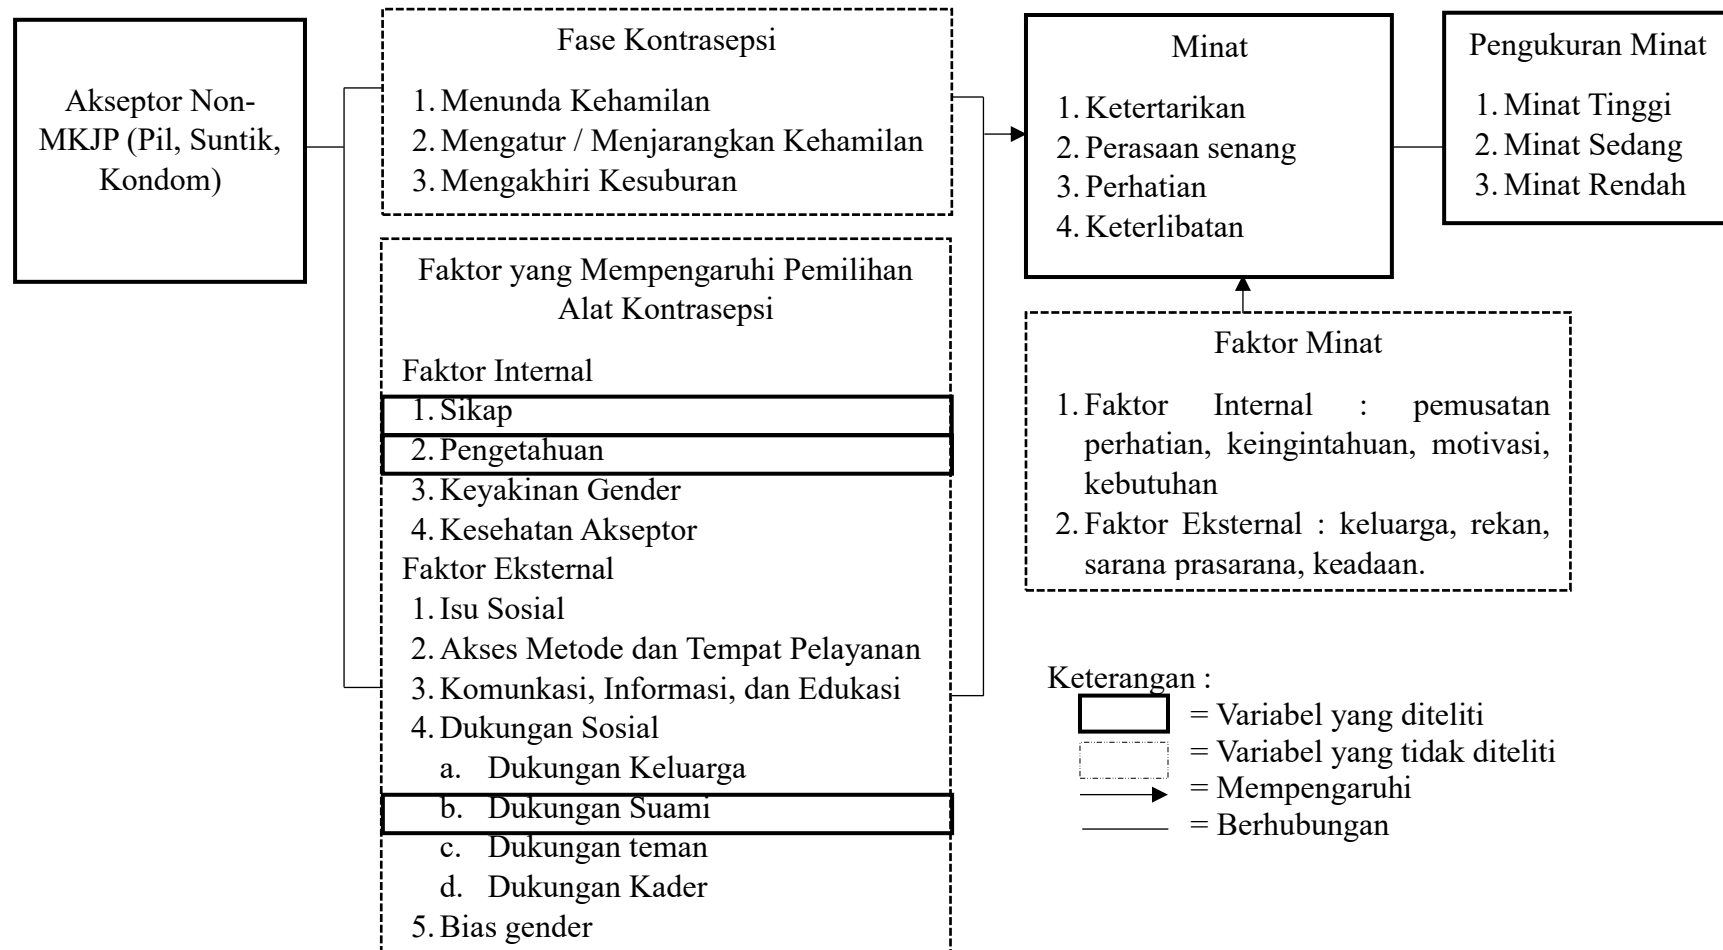 Akseptor Non-
MKJP (Pil, Suntik,
Kondom)
Fase Kontrasepsi
1. Menunda Kehamilan
2. Mengatur / Menjarangkan Kehamilan
3. Mengakhiri Kesuburan
Faktor yang Mempengaruhi Pemilihan
Alat Kontrasepsi
Faktor Internal
1. Sikap
2. Pengetahuan
3. Keyakinan Gender
4. Kesehatan Akseptor
Faktor Eksternal
1. Isu Sosial
2. Akses Metode dan Tempat Pelayanan
3. Komunkasi, Informasi, dan Edukasi
4. Dukungan Sosial
a. Dukungan Keluarga
b. Dukungan Suami
c. Dukungan teman
d. Dukungan Kader
5. Bias gender
Minat
1. Ketertarikan
2. Perasaan senang
3. Perhatian
4. Keterlibatan
Pengukuran Minat
1. Minat Tinggi
2. Minat Sedang
3. Minat Rendah
Faktor Minat
1. Faktor Internal : pemusatan
perhatian, keingintahuan, motivasi,
kebutuhan
2. Faktor Eksternal : keluarga, rekan,
sarana prasarana, keadaan.
Keterangan :
= Variabel yang diteliti
= Variabel yang tidak diteliti
= Mempengaruhi
= Berhubungan